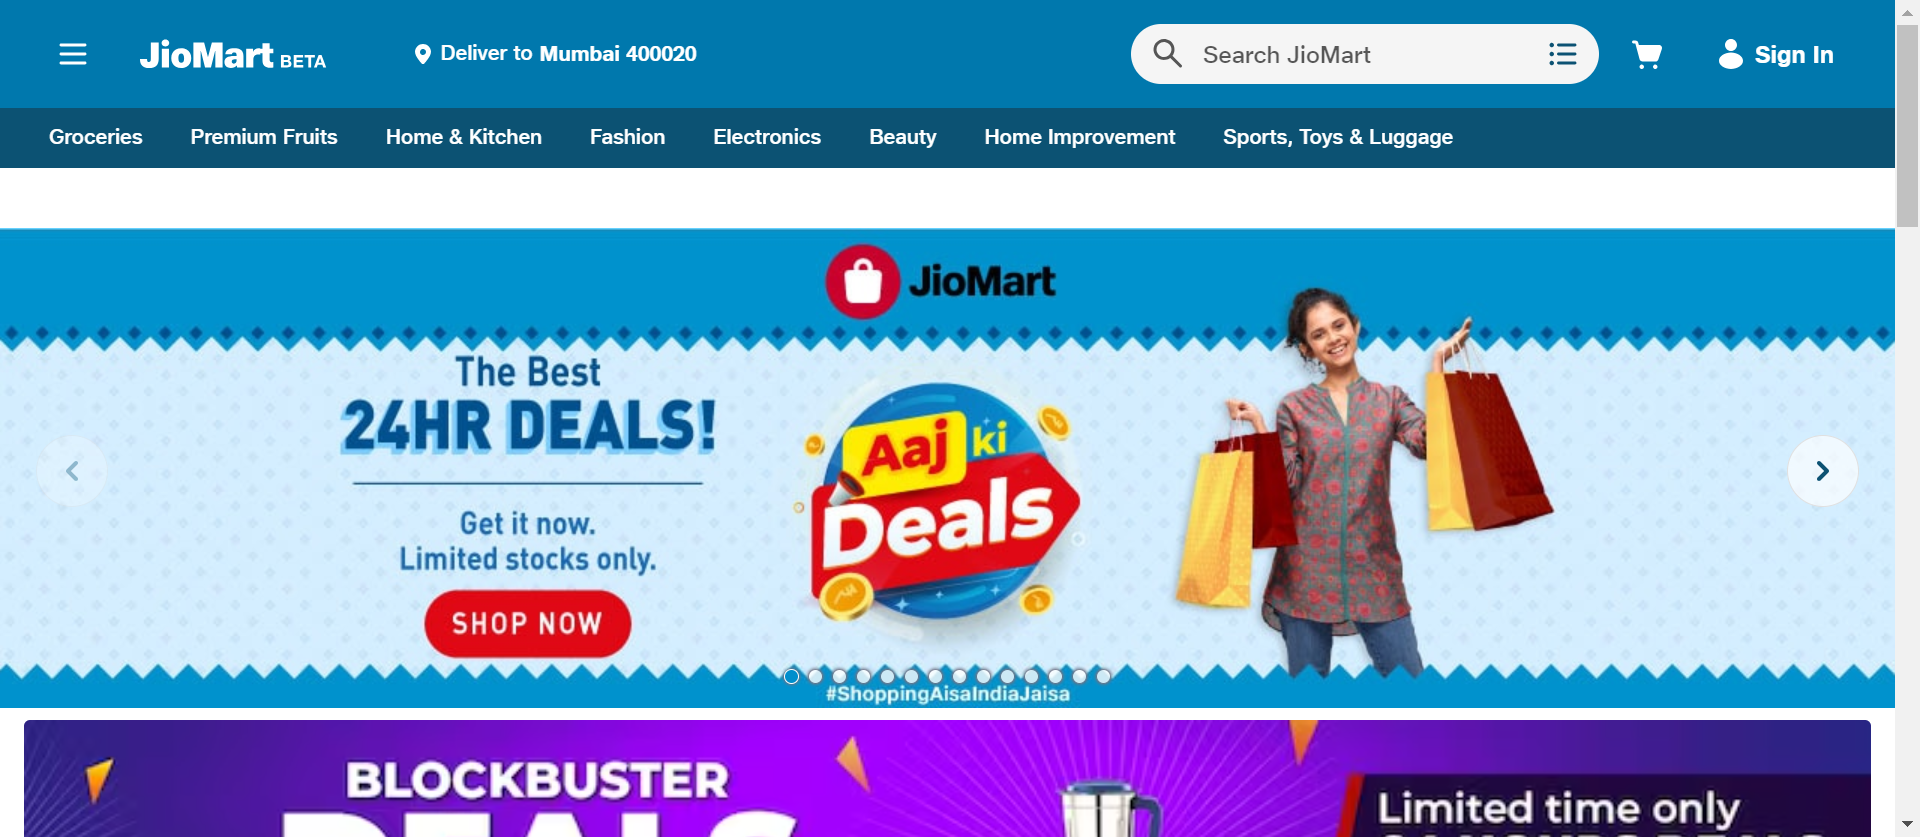 JioMart BETA
Deliver to Mumbai 400020
Search JioMart
Sign In
Groceries
Premium Fruits
Home & Kitchen
Fashion
Electronics
Beauty
Home Improvement
Sports, Toys & Luggage
JioMart
The Best
24HR DEALS!
Get it now.
Limited stocks only.
SHOP NOW
Aaj ki
Deals
#ShoppingAisaIndiaJaisa
BLOCKBUSTER
DEALS
Limited time only